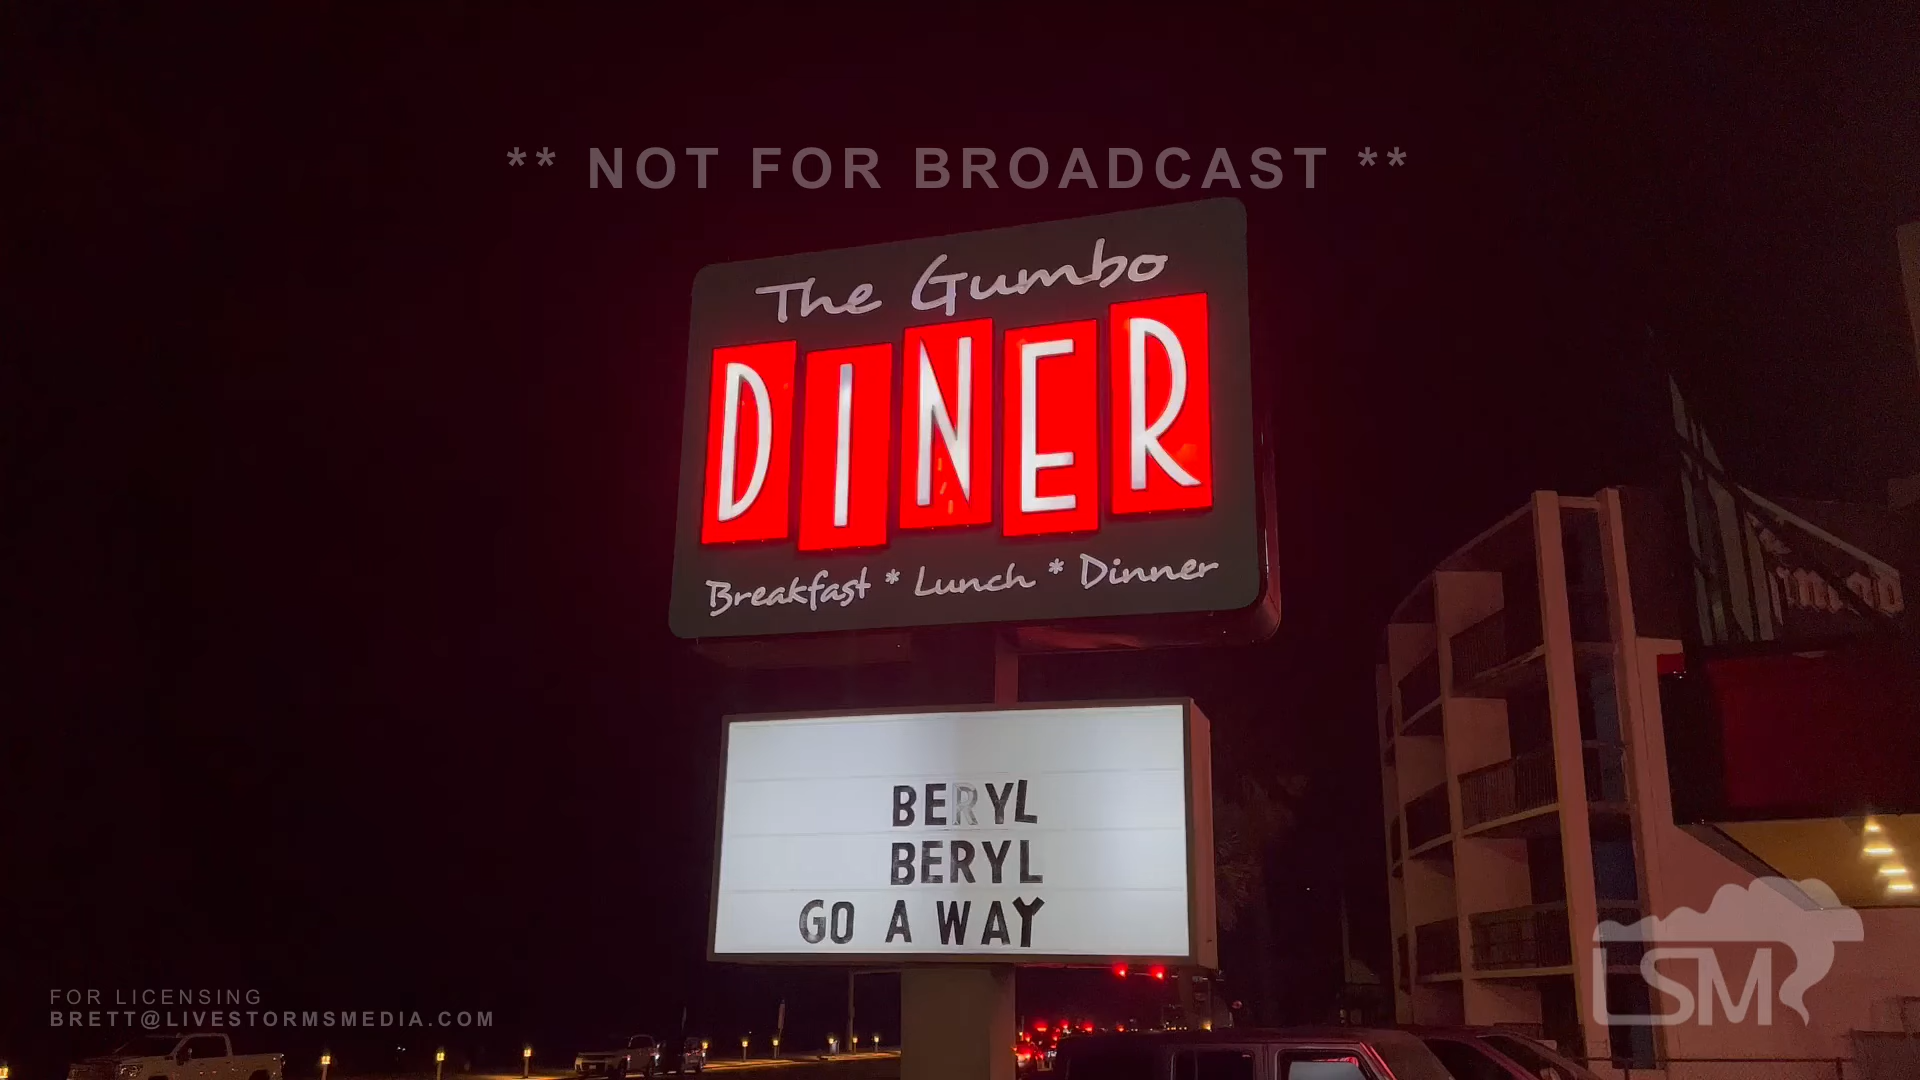 ** NOT FOR BROADCAST **
The Gumbo
DINER
Breakfast * Lunch * Dinner
BERYL
BERYL
GO A WAY
FOR LICENSING
BRETT@LIVESTORMSMEDIA.COM
LSM